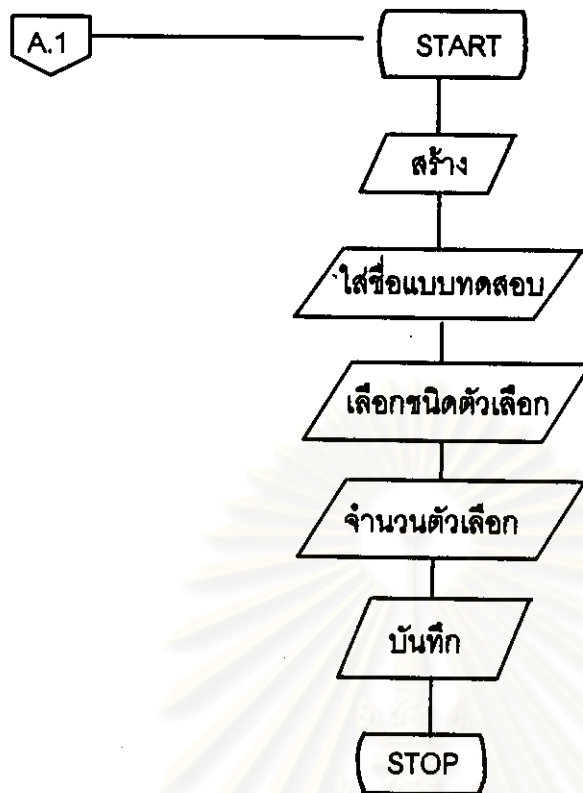 A.1
START
สร้าง
ใส่ชื่อแบบทดสอบ
เลือกชนิดตัวเลือก
จำนวนตัวเลือก
บันทึก
STOP